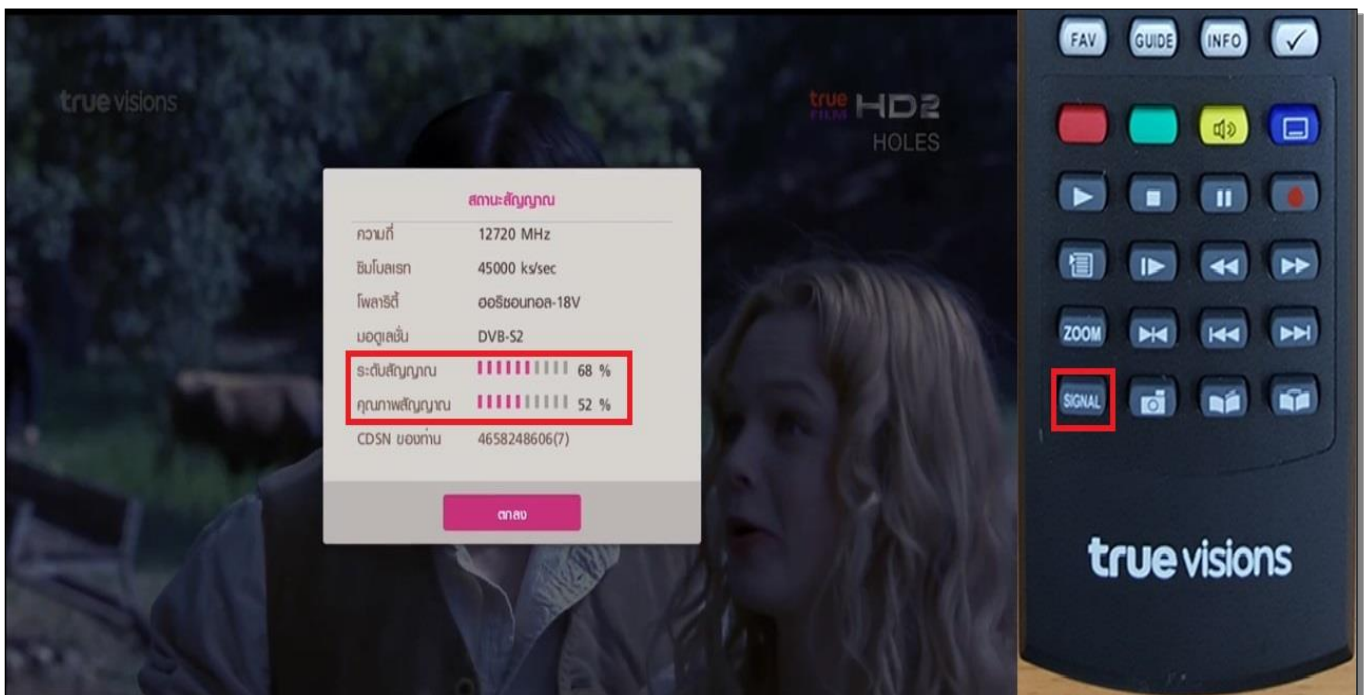 true visions
true FILM HD2
HOLES
สถานะสัญญาณ
ความถี่ 12720 MHz
ซิมโบลเรท 45000 ks/sec
โพลาริตี้ ฮอริซอนทอล-18V
มอดูเลชั่น DVB-S2
ระดับสัญญาณ 68 %
คุณภาพสัญญาณ 52 %
CDSN ของท่าน 4658248606(7)
ตกลง
FAV GUIDE INFO
ZOOM
SIGNAL
true visions